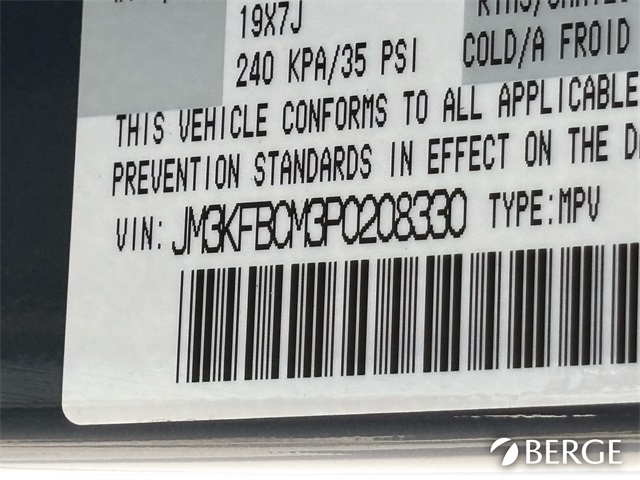 19X7J
240 KPA/35 PSI
COLD/A FROID
THIS VEHICLE CONFORMS TO ALL APPLICABLE
PREVENTION STANDARDS IN EFFECT ON THE
VIN: JM3KFBCM3P0208330 TYPE:MPV
BERGE